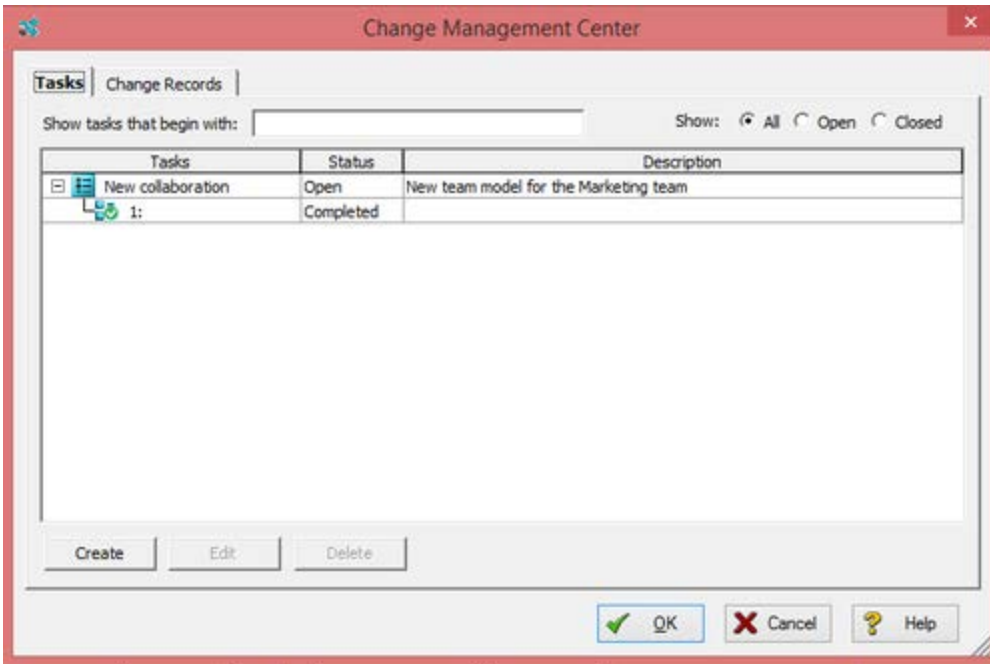 Change Management Center
Tasks Change Records
Show tasks that begin with: Show: All Open Closed
Tasks Status Description
New collaboration Open New team model for the Marketing team
1: Completed
Create Edit Delete
OK Cancel Help